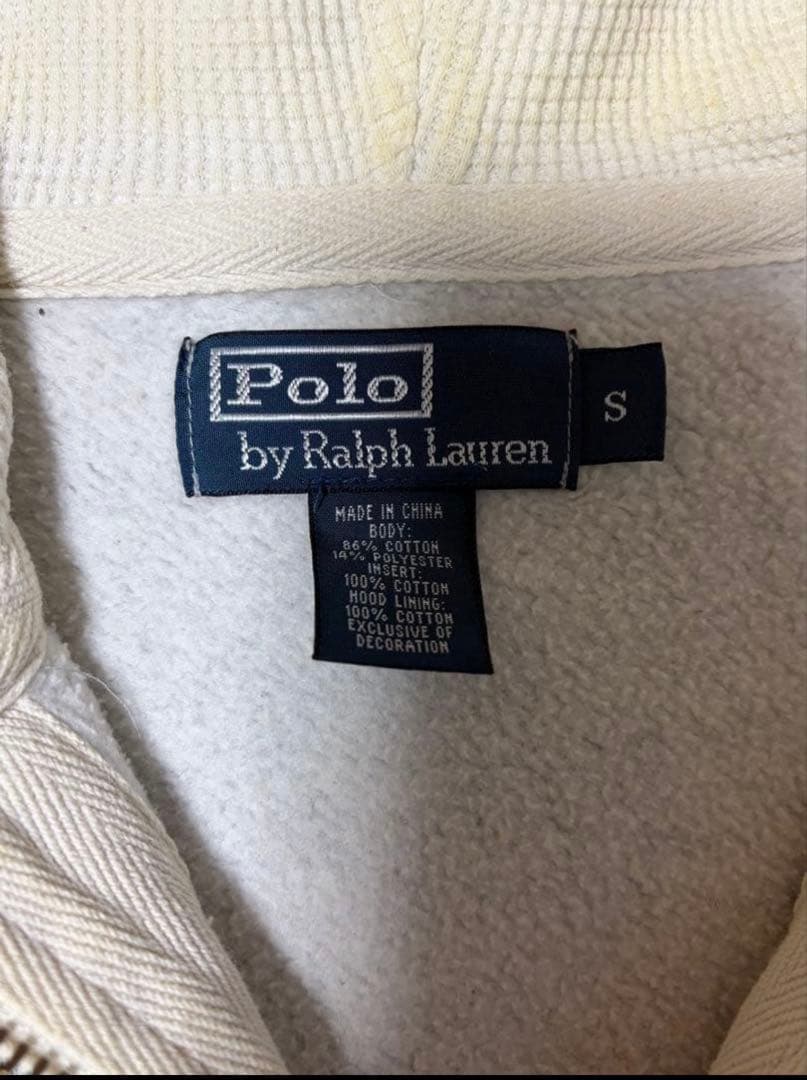 Polo
by Ralph Lauren
S
MADE IN CHINA
BODY:
86% COTTON
14% POLYESTER
INSERT:
100% COTTON
HOOD LINING:
100% COTTON
EXCLUSIVE OF
DECORATION